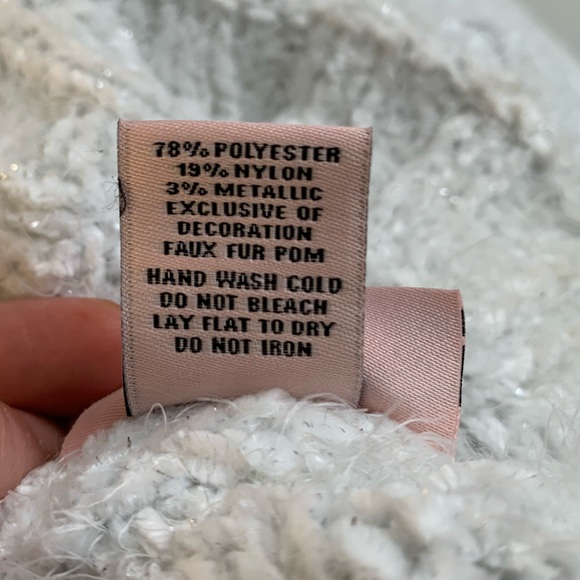 78% POLYESTER
19% NYLON
3% METALLIC
EXCLUSIVE OF
DECORATION
FAUX FUR POM
HAND WASH COLD
DO NOT BLEACH
LAY FLAT TO DRY
DO NOT IRON